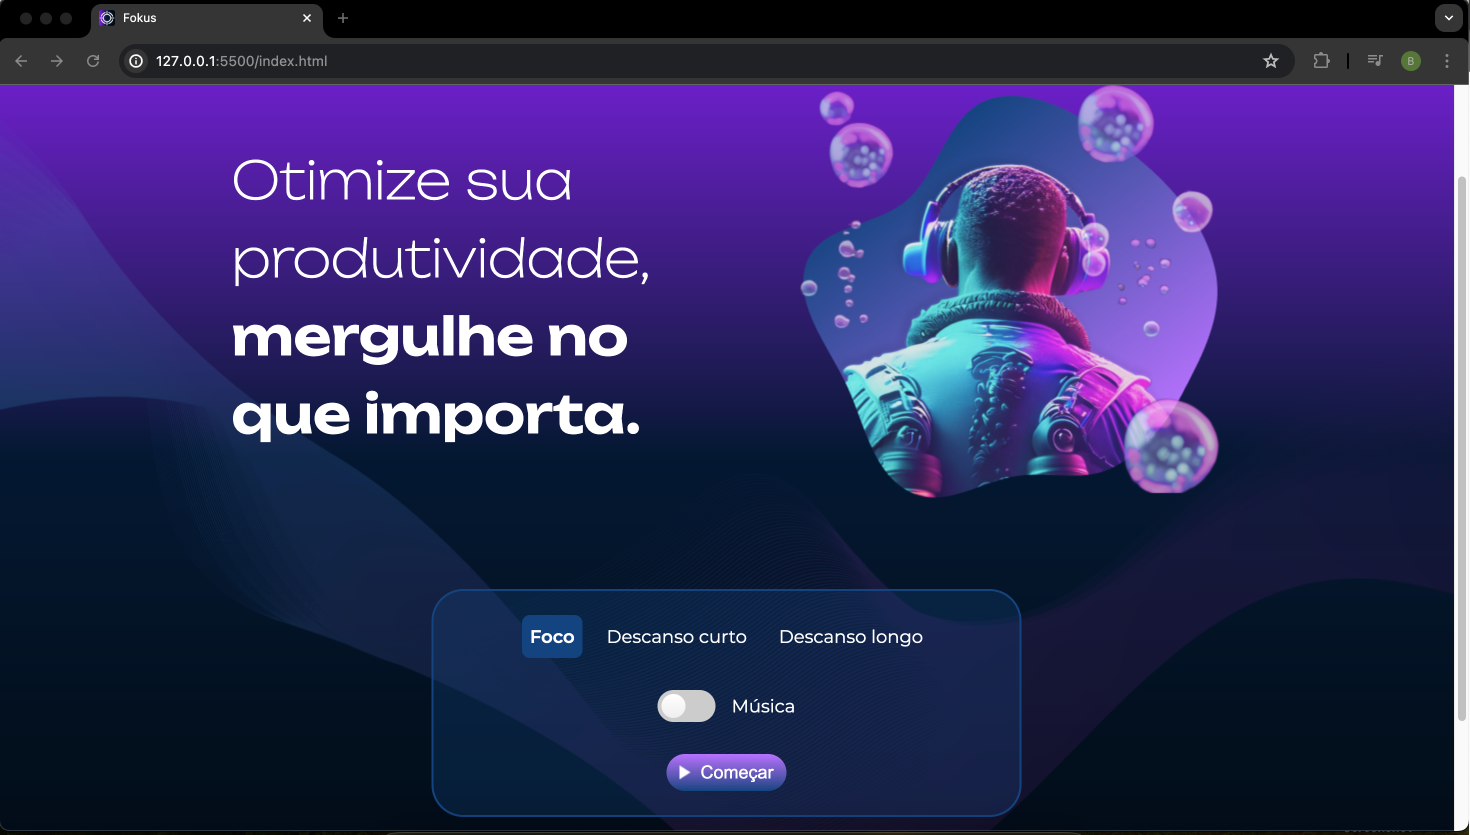 Fokus
127.0.0.1:5500/index.html
B
Otimize sua
produtividade,
mergulhe no
que importa.
Foco Descanso curto Descanso longo
Música
Começar